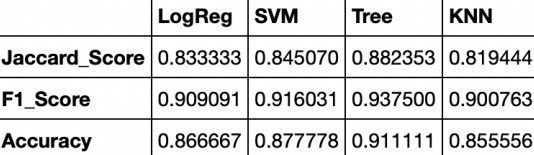 LogReg SVM Tree KNN
Jaccard_Score 0.833333 0.845070 0.882353 0.819444
F1_Score 0.909091 0.916031 0.937500 0.900763
Accuracy 0.866667 0.877778 0.911111 0.855556